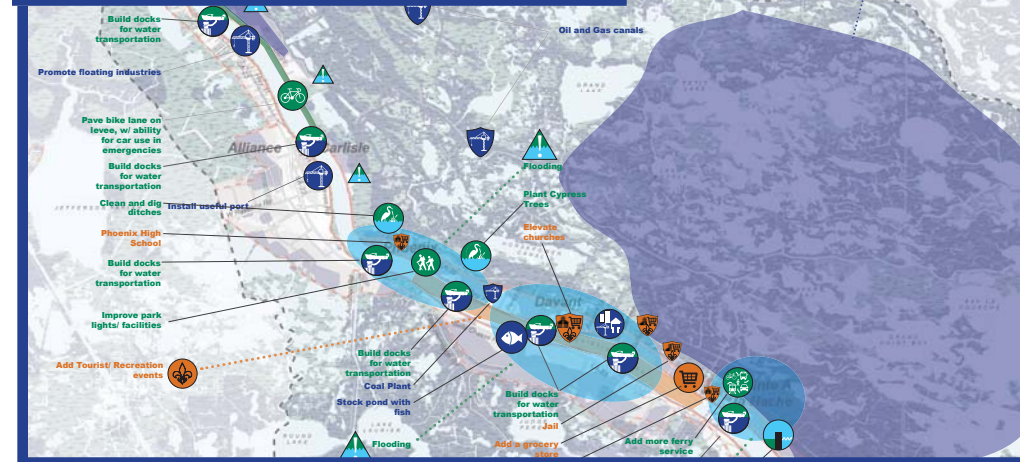 Build docks
for water
transportation
Oil and Gas canals
Promote floating industries
Pave bike lane on
levee, w/ ability
for car use in
emergencies
Alliance
Carlisle
Build docks
for water
transportation
Flooding
Plant Cypress
Trees
Clean and dig
ditches
Install useful port
Phoenix High
School
Elevate
churches
Build docks
for water
transportation
Davant
Improve park
lights/ facilities
Add Tourist/ Recreation
events
Build docks
for water
transportation
Coal Plant
Stock pond with
fish
Build docks
for water
transportation
Jail
Flooding
Add a grocery
store
Add more ferry
service
GRAND
LAKE
ROUND
LAKE